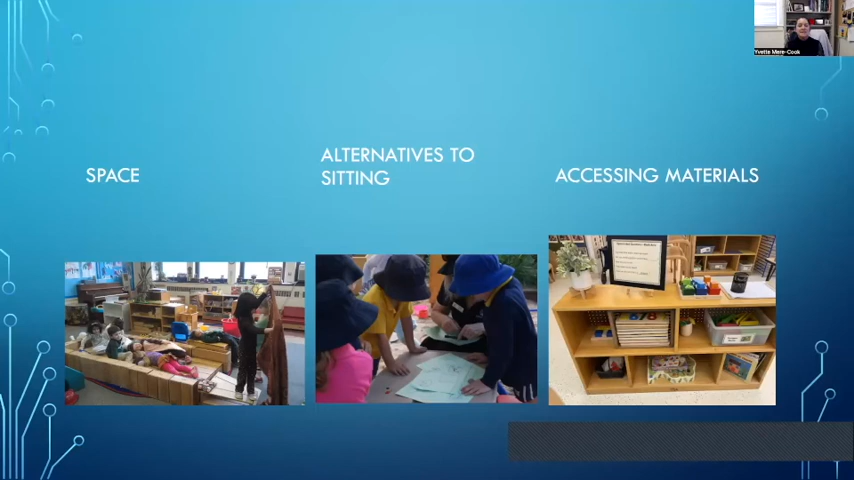 Yvette Mere-Cook
SPACE
ALTERNATIVES TO
SITTING
ACCESSING MATERIALS